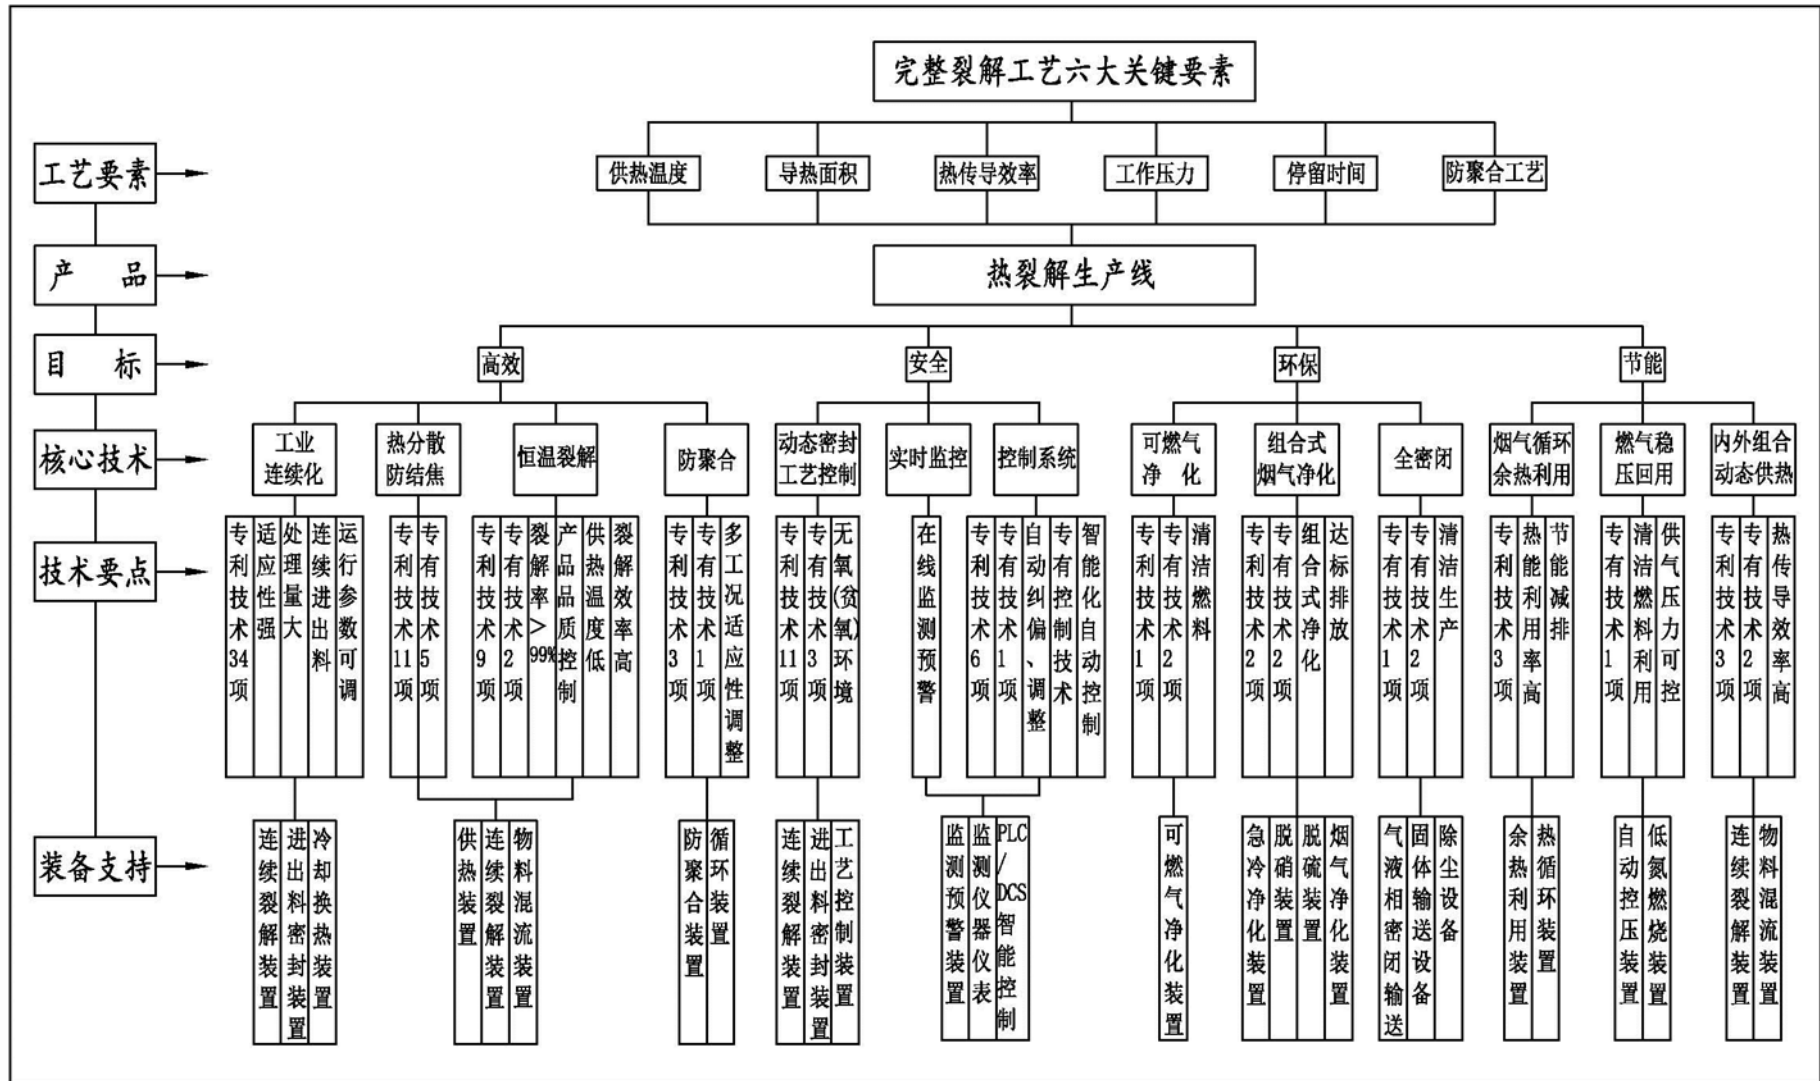 完整裂解工艺六大关键要素
工艺要素
供热温度
导热面积
热传导效率
工作压力
停留时间
防聚合工艺
产 品
热裂解生产线
目 标
高效
安全
环保
节能
核心技术
工业
连续化
热分散
防结焦
恒温裂解
防聚合
动态密封
工艺控制
实时监控
控制系统
可燃气
净 化
组合式
烟气净化
全密闭
烟气循环
余热利用
燃气稳
压回用
内外组合
动态供热
技术要点
专利技术34项
适应性强
处理量大
连续进出料
运行参数可调
专利技术11项
专有技术5项
专利技术9项
专有技术2项
裂解率>99%
产品品质控制
供热温度低
裂解效率高
专利技术3项
专有技术1项
多工况适应性调整
专利技术11项
专有技术3项
无氧(贫氧)环境
在线监测预警
专利技术6项
专有技术1项
自动纠偏、调整
专有控制技术
智能化自动控制
专利技术1项
专有技术2项
清洁燃料
专利技术2项
专有技术2项
组合式净化
达标排放
专有技术1项
专有技术2项
清洁生产
专利技术3项
热能利用率高
节能减排
专有技术1项
清洁燃料利用
供气压力可控
专利技术3项
专有技术2项
热传导效率高
装备支持
连续裂解装置
进出料密封装置
冷却换热装置
供热装置
连续裂解装置
物料混流装置
防聚合装置
循环装置
连续裂解装置
进出料密封装置
工艺控制装置
监测预警装置
监测仪器仪表
PLC/DCS智能控制
可燃气净化装置
急冷净化装置
脱硝装置
脱硫装置
烟气净化装置
气液相密闭输送
固体输送设备
除尘设备
余热利用装置
热循环装置
自动控压装置
低氮燃烧装置
连续裂解装置
物料混流装置